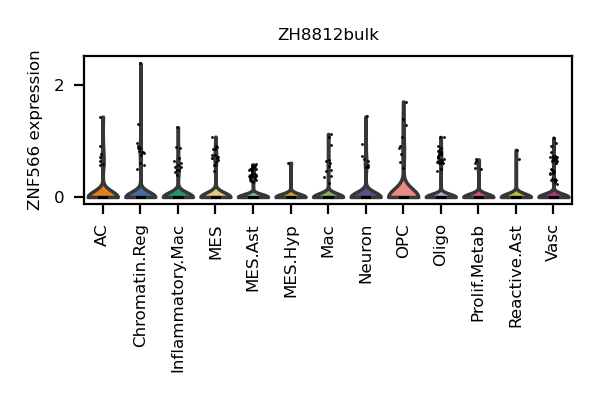 ZH8812bulk
ZNF566 expression
2
0
AC
Chromatin.Reg
Inflammatory.Mac
MES
MES.Ast
MES.Hyp
Mac
Neuron
OPC
Oligo
Prolif.Metab
Reactive.Ast
Vasc